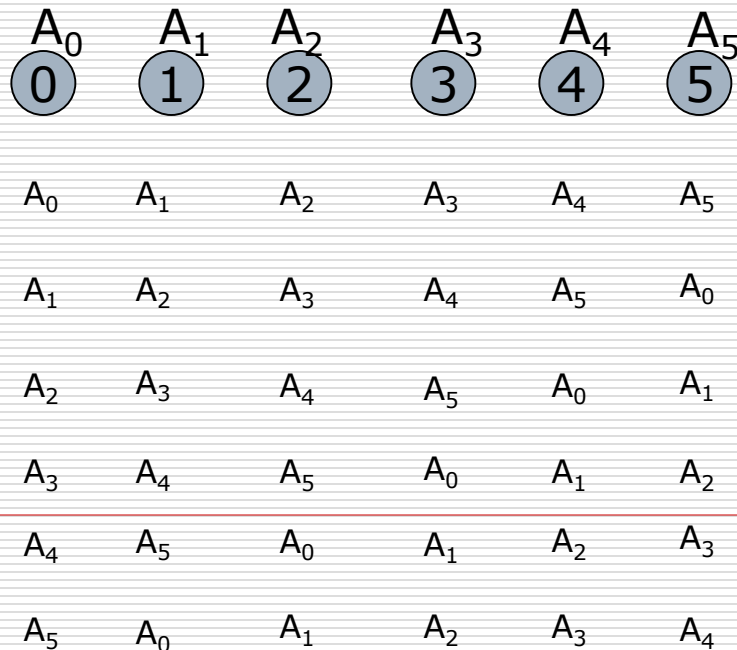 A₀ A₁ A₂ A₃ A₄ A₅
0 1 2 3 4 5
A₀ A₁ A₂ A₃ A₄ A₅
A₁ A₂ A₃ A₄ A₅ A₀
A₂ A₃ A₄ A₅ A₀ A₁
A₃ A₄ A₅ A₀ A₁ A₂
A₄ A₅ A₀ A₁ A₂ A₃
A₅ A₀ A₁ A₂ A₃ A₄